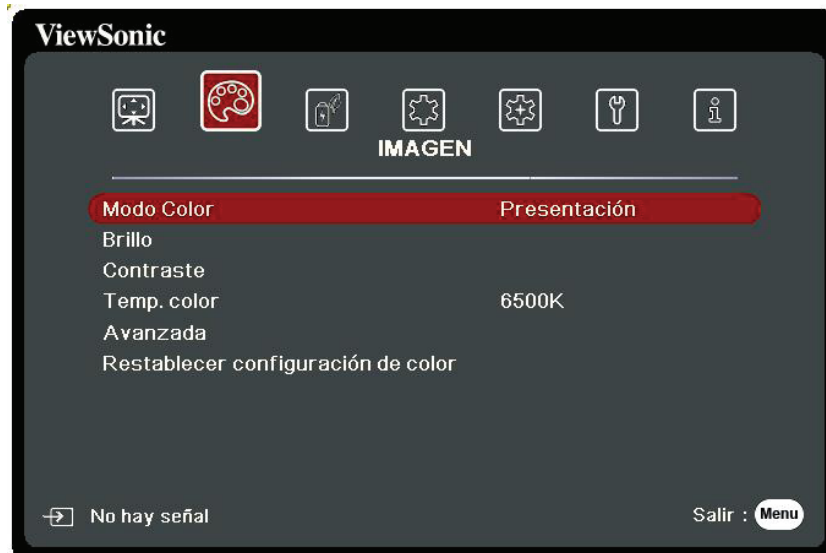 ViewSonic
IMAGEN
Modo Color Presentación
Brillo
Contraste
Temp. color 6500K
Avanzada
Restablecer configuración de color
No hay señal Salir : Menu